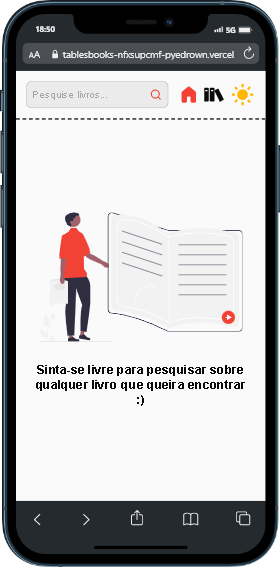 18:50
5G
AA tablesbooks-nfxsupcmf-pyedrown.vercel
Pesquise livros...
Sinta-se livre para pesquisar sobre
qualquer livro que queira encontrar
:)